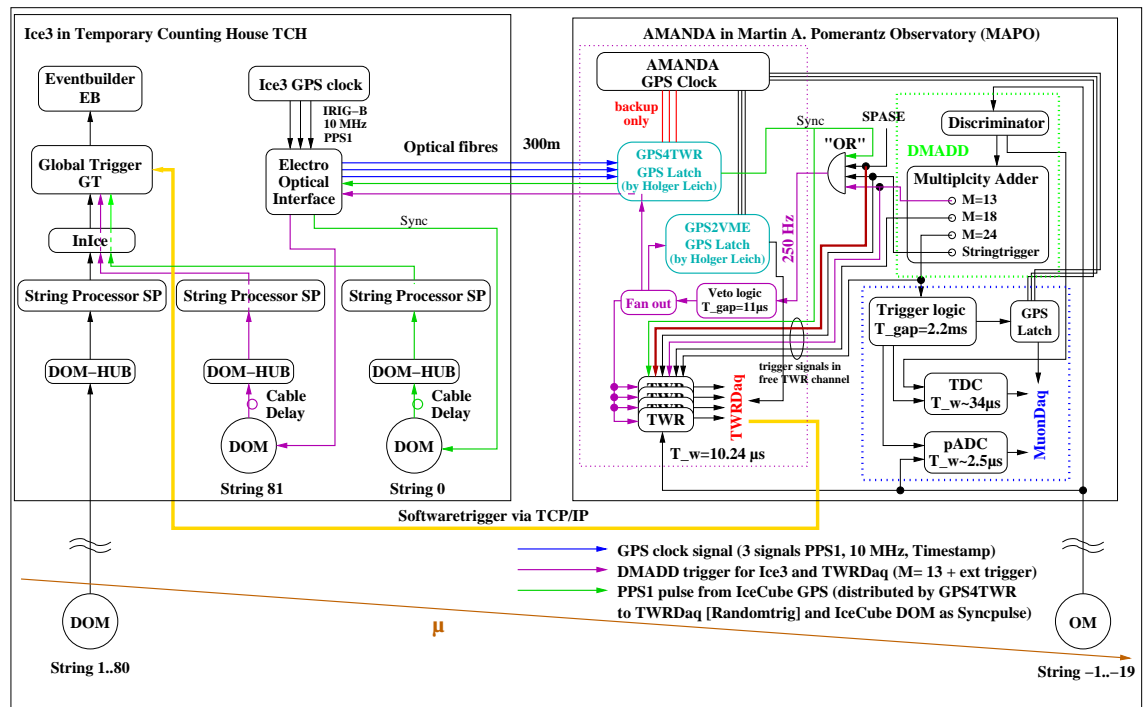 Ice3 in Temporary Counting House TCH
AMANDA in Martin A. Pomerantz Observatory (MAPO)
Eventbuilder
EB
Ice3 GPS clock
IRIG−B
10 MHz
PPS1
Global Trigger
GT
Electro
Optical
Interface
InIce
Sync
String Processor SP
String Processor SP
String Processor SP
DOM−HUB
DOM−HUB
DOM−HUB
Cable
Delay
Cable
Delay
DOM
DOM
String 81
String 0
Optical fibres
300m
AMANDA
GPS Clock
backup
only
Sync
SPASE
"OR"
GPS4TWR
GPS Latch
(by Holger Leich)
GPS2VME
GPS Latch
(by Holger Leich)
250 Hz
Fan out
Veto logic
T_gap=11µs
trigger signals in
free TWR channel
TWR
TWR
TWRDaq
T_w=10.24 µs
Discriminator
DMADD
Multiplcity Adder
M=13
M=18
M=24
Stringtrigger
Trigger logic
T_gap=2.2ms
GPS
Latch
TDC
T_w~34µs
pADC
T_w~2.5µs
MuonDaq
Softwaretrigger via TCP/IP
GPS clock signal (3 signals PPS1, 10 MHz, Timestamp)
DMADD trigger for Ice3 and TWRDaq (M= 13 + ext trigger)
PPS1 pulse from IceCube GPS (distributed by GPS4TWR
to TWRDaq [Randomtrig] and IceCube DOM as Syncpulse)
DOM
µ
OM
String 1..80
String −1..−19